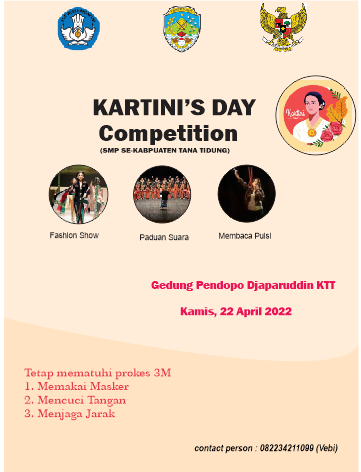 KARTINI'S DAY
Competition
(SMP SE-KABPUATEN TANA TIDUNG)
Kartini
Fashion Show
Paduan Suara
Membaca Puisi
Gedung Pendopo Djaparuddin KTT
Kamis, 22 April 2022
Tetap mematuhi prokes 3M
1. Memakai Masker
2. Mencuci Tangan
3. Menjaga Jarak
contact person : 082234211099 (Vebi)